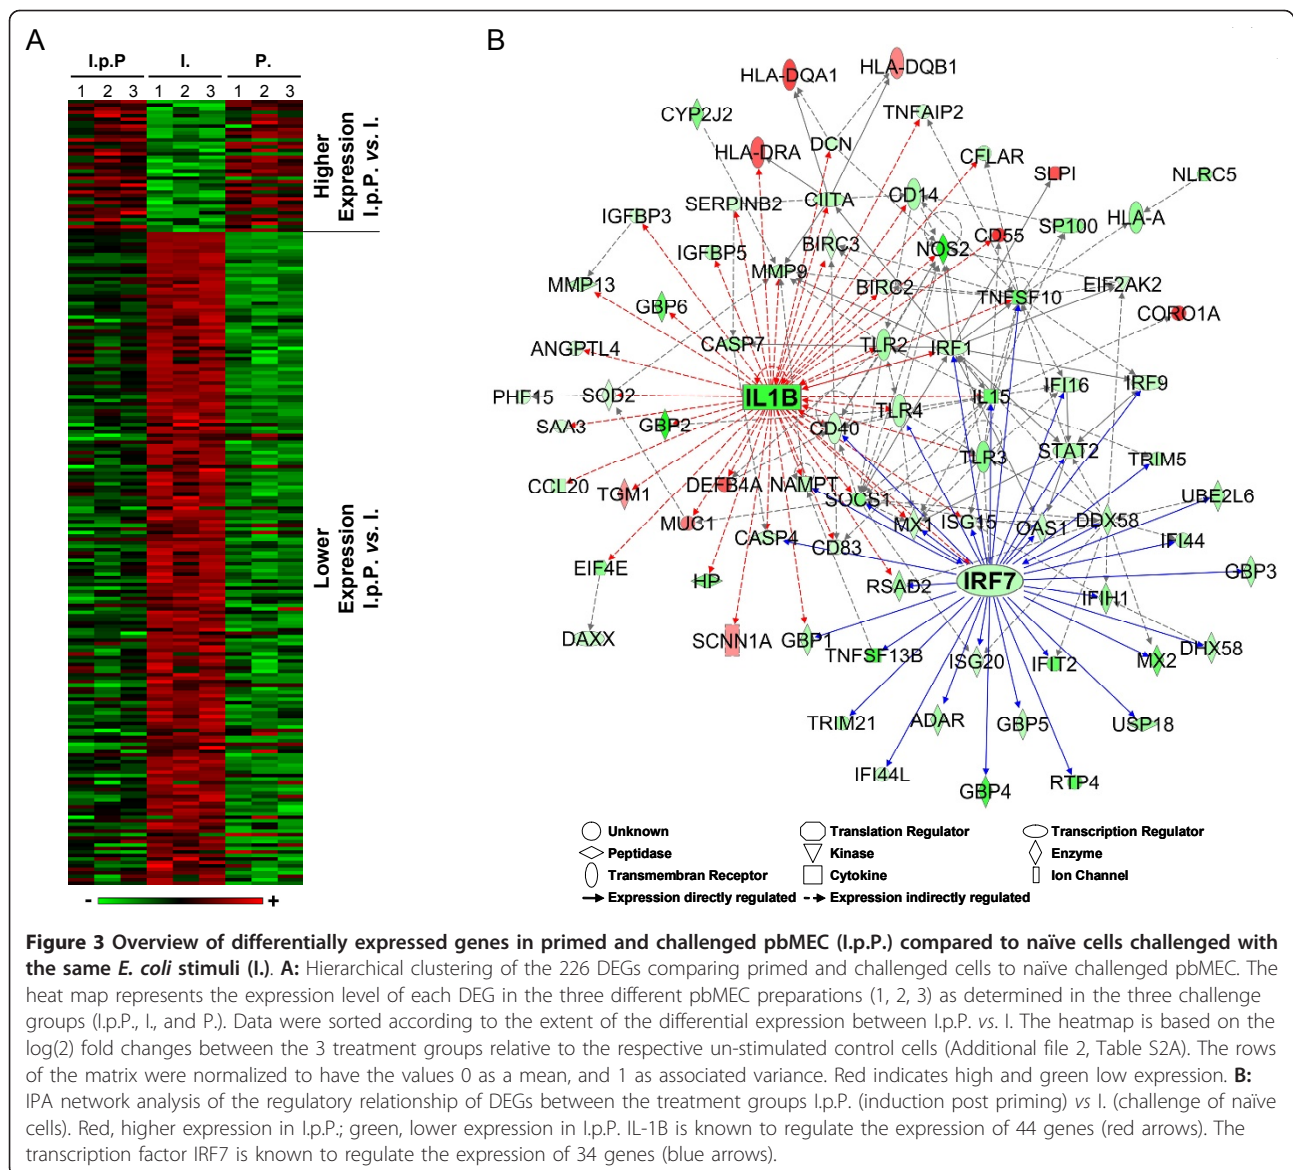 A
B
I.p.P I. P.
1 2 3 1 2 3 1 2 3
Higher
Expression
I.p.P. vs. I.
Lower
Expression
I.p.P. vs. I.
- +
HLA-DQA1 HLA-DQB1
CYP2J2 TNFAIP2
HLA-DRA DCN CFLAR
SLPI NLRC5
IGFBP3 SERPINB2 CIITA CD14 SP100 HLA-A
IGFBP5 BIRC3 NOS2 CD55
MMP13 MMP9 BIRC2 TNFSF10 EIF2AK2
GBP6 CORO1A
ANGPTL4 CASP7 TLR2 IRF1
PHF15 SOD2 IL1B IL15 IFI16 IRF9
SAA3 GBP2 CD40 TLR4
TLR3 STAT2 TRIM5
CCL20 TGM1 DEFB4A NAMPT SOCS1 UBE2L6
MUC1 CASP4 CD83 MX1 ISG15 OAS1 DDX58 IFI44
EIF4E HP RSAD2 IRF7 IFIH1 GBP3
DAXX SCNN1A GBP1 TNFSF13B ISG20 IFIT2 MX2 DHX58
TRIM21 ADAR GBP5 USP18
IFI44L GBP4 RTP4
Unknown Translation Regulator Transcription Regulator
Peptidase Kinase Enzyme
Transmembran Receptor Cytokine Ion Channel
Expression directly regulated Expression indirectly regulated
Figure 3 Overview of differentially expressed genes in primed and challenged pbMEC (I.p.P.) compared to naïve cells challenged with
the same E. coli stimuli (I.). A: Hierarchical clustering of the 226 DEGs comparing primed and challenged cells to naïve challenged pbMEC. The
heat map represents the expression level of each DEG in the three different pbMEC preparations (1, 2, 3) as determined in the three challenge
groups (I.p.P., I., and P.). Data were sorted according to the extent of the differential expression between I.p.P. vs. I. The heatmap is based on the
log(2) fold changes between the 3 treatment groups relative to the respective un-stimulated control cells (Additional file 2, Table S2A). The rows
of the matrix were normalized to have the values 0 as a mean, and 1 as associated variance. Red indicates high and green low expression. B:
IPA network analysis of the regulatory relationship of DEGs between the treatment groups I.p.P. (induction post priming) vs I. (challenge of naïve
cells). Red, higher expression in I.p.P.; green, lower expression in I.p.P. IL-1B is known to regulate the expression of 44 genes (red arrows). The
transcription factor IRF7 is known to regulate the expression of 34 genes (blue arrows).